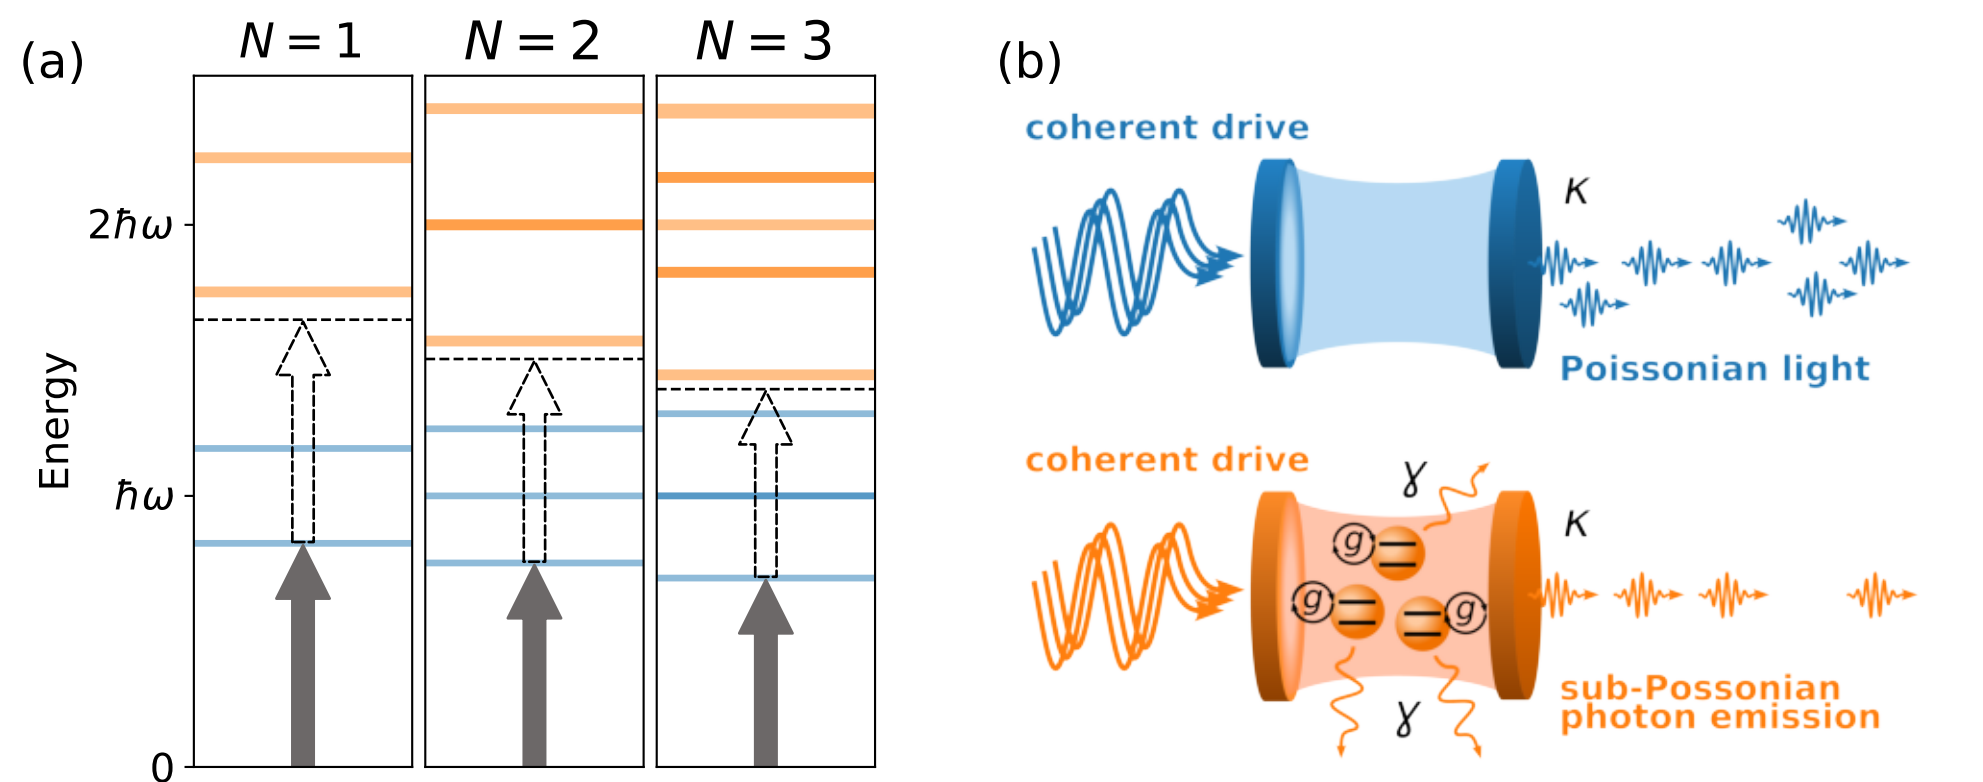 (a)
N = 1
N = 2
N = 3
Energy
2ħω
ħω
0
(b)
coherent drive
κ
Poissonian light
coherent drive
γ
κ
g
g
g
γ
sub-Possonian
photon emission